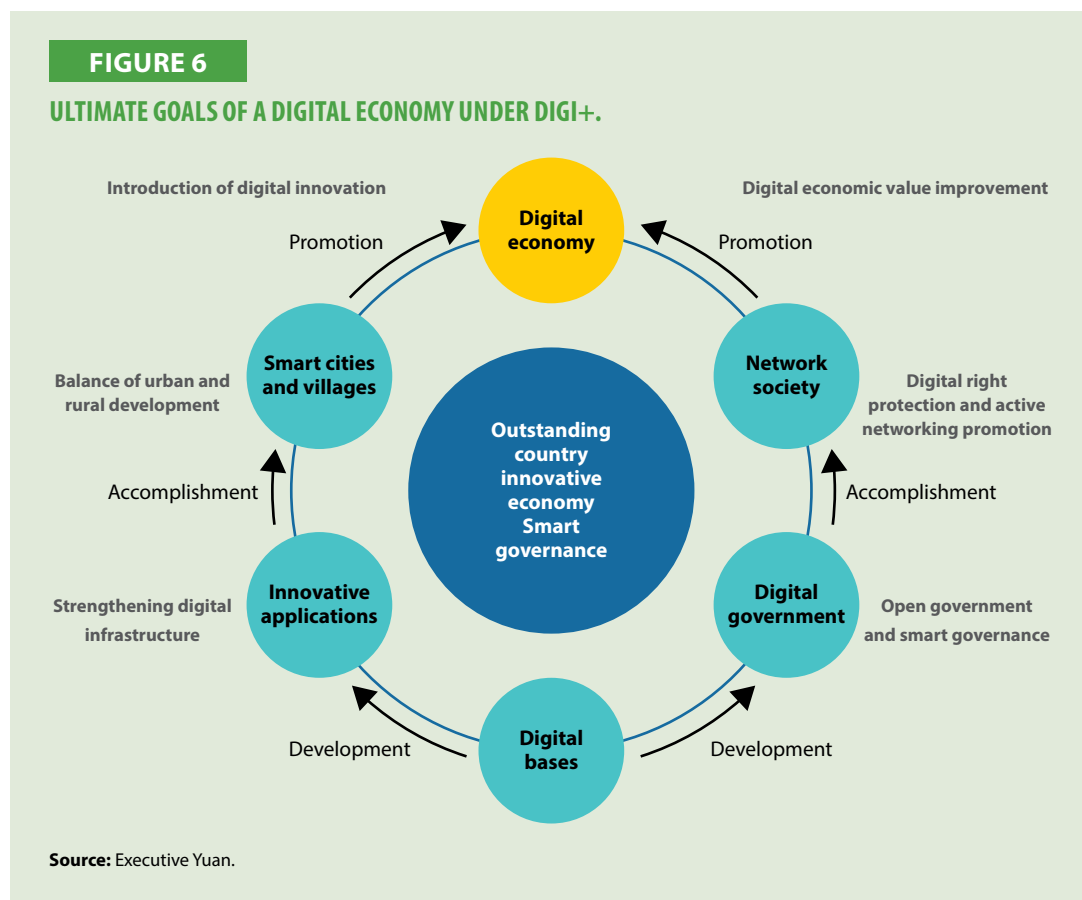 FIGURE 6
ULTIMATE GOALS OF A DIGITAL ECONOMY UNDER DIGI+.
Introduction of digital innovation
Digital economic value improvement
Digital
economy
Promotion
Promotion
Smart cities
and villages
Network
society
Balance of urban and
rural development
Digital right
protection and active
networking promotion
Outstanding
country
innovative
economy
Smart
governance
Accomplishment
Accomplishment
Innovative
applications
Digital
government
Strengthening digital
infrastructure
Open government
and smart governance
Digital
bases
Development
Development
Source: Executive Yuan.